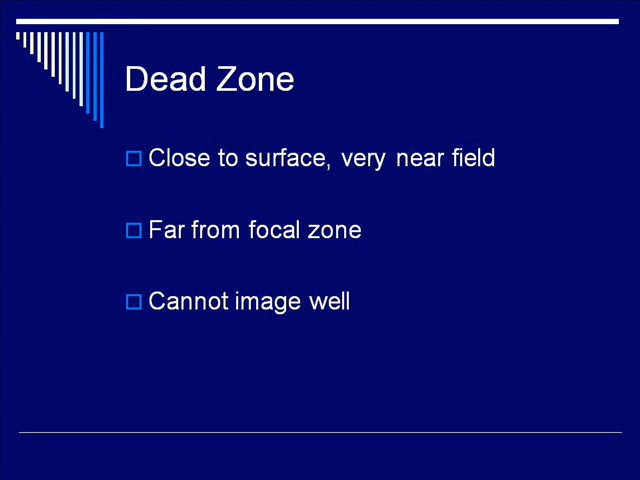 Dead Zone
Close to surface, very near field
Far from focal zone
Cannot image well